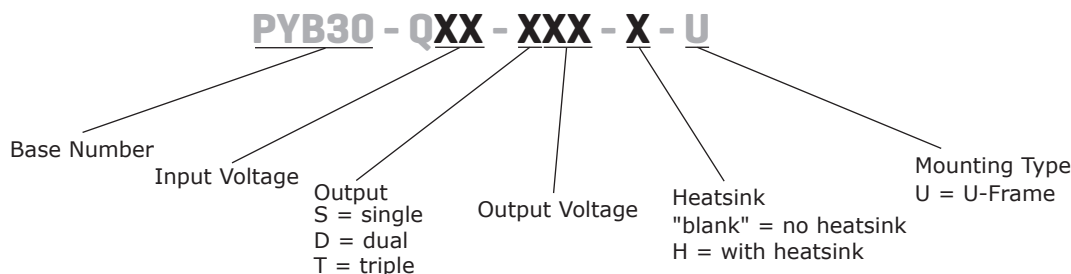 PYB30 - QXX - XXX - X - U
Base Number
Input Voltage
Output
S = single
D = dual
T = triple
Output Voltage
Heatsink
"blank" = no heatsink
H = with heatsink
Mounting Type
U = U-Frame